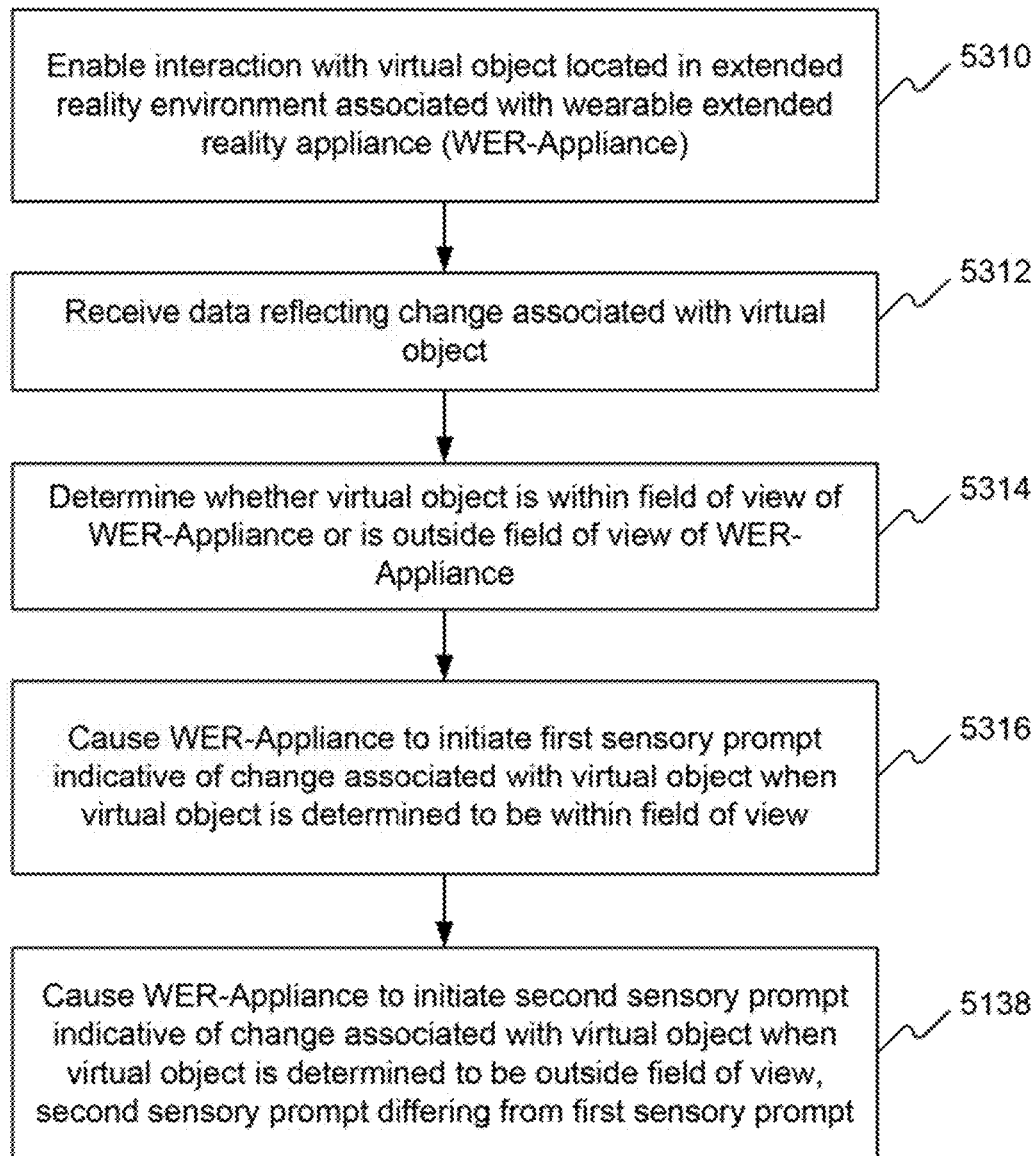 Enable interaction with virtual object located in extended
reality environment associated with wearable extended
reality appliance (WER-Appliance)
5310
Receive data reflecting change associated with virtual
object
5312
Determine whether virtual object is within field of view of
WER-Appliance or is outside field of view of WER-
Appliance
5314
Cause WER-Appliance to initiate first sensory prompt
indicative of change associated with virtual object when
virtual object is determined to be within field of view
5316
Cause WER-Appliance to initiate second sensory prompt
indicative of change associated with virtual object when
virtual object is determined to be outside field of view,
second sensory prompt differing from first sensory prompt
5138